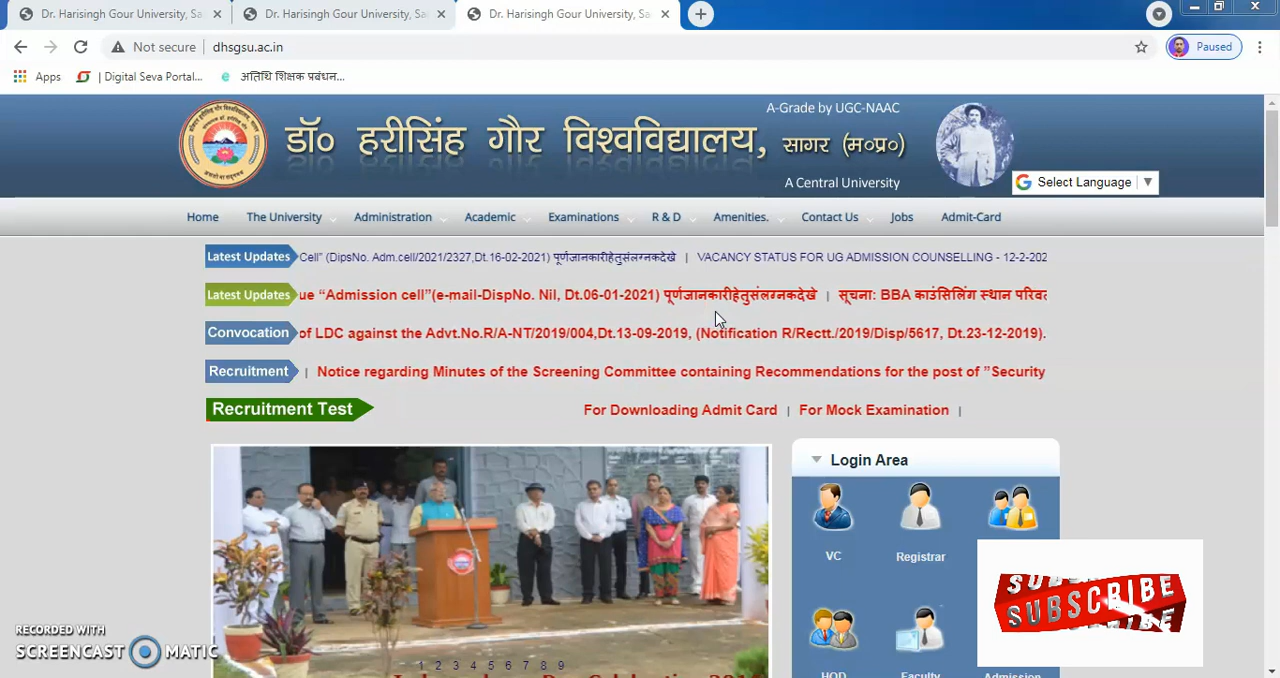 Dr. Harisingh Gour University, Sa
Dr. Harisingh Gour University, Sa
Dr. Harisingh Gour University, Sa
Not secure
dhsgsu.ac.in
Paused
Apps
| Digital Seva Portal...
अतिथि शिक्षक प्रबंधन...
A-Grade by UGC-NAAC
डॉ० हरीसिंह गौर विश्वविद्यालय, सागर (म०प्र०)
A Central University
Select Language
Home The University Administration Academic Examinations R & D Amenities. Contact Us Jobs Admit-Card
Latest Updates Cell" (DipsNo. Adm.cell/2021/2327,Dt.16-02-2021) पूर्णजानकारीहेतुसंलग्नकदेखे | VACANCY STATUS FOR UG ADMISSION COUNSELLING - 12-2-202
Latest Updates ue “Admission cell”(e-mail-DispNo. Nil, Dt.06-01-2021) पूर्णजानकारीहेतुसंलग्नकदेखे | सूचना: BBA काउंसिलिंग स्थान परिवर्त
Convocation of LDC against the Advt.No.R/A-NT/2019/004,Dt.13-09-2019, (Notification R/Rectt./2019/Disp/5617, Dt.23-12-2019).
Recruitment | Notice regarding Minutes of the Screening Committee containing Recommendations for the post of ”Security
Recruitment Test For Downloading Admit Card | For Mock Examination |
Login Area
VC
Registrar
SUBSCRIBE
RECORDED WITH
SCREENCAST MATIC
1 2 3 4 5 6 7 8 9
HOD
Faculty
Admission